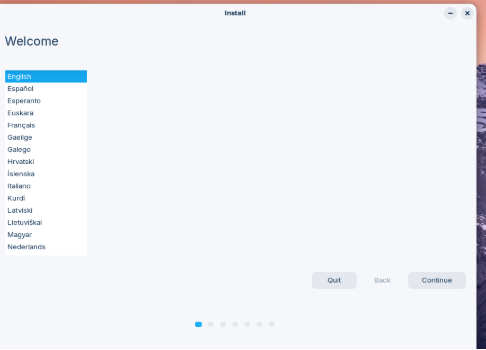 Install
Welcome
English
Español
Esperanto
Euskara
Français
Gaeilge
Galego
Hrvatski
Íslenska
Italiano
Kurdî
Latviski
Lietuviškai
Magyar
Nederlands
Quit
Back
Continue